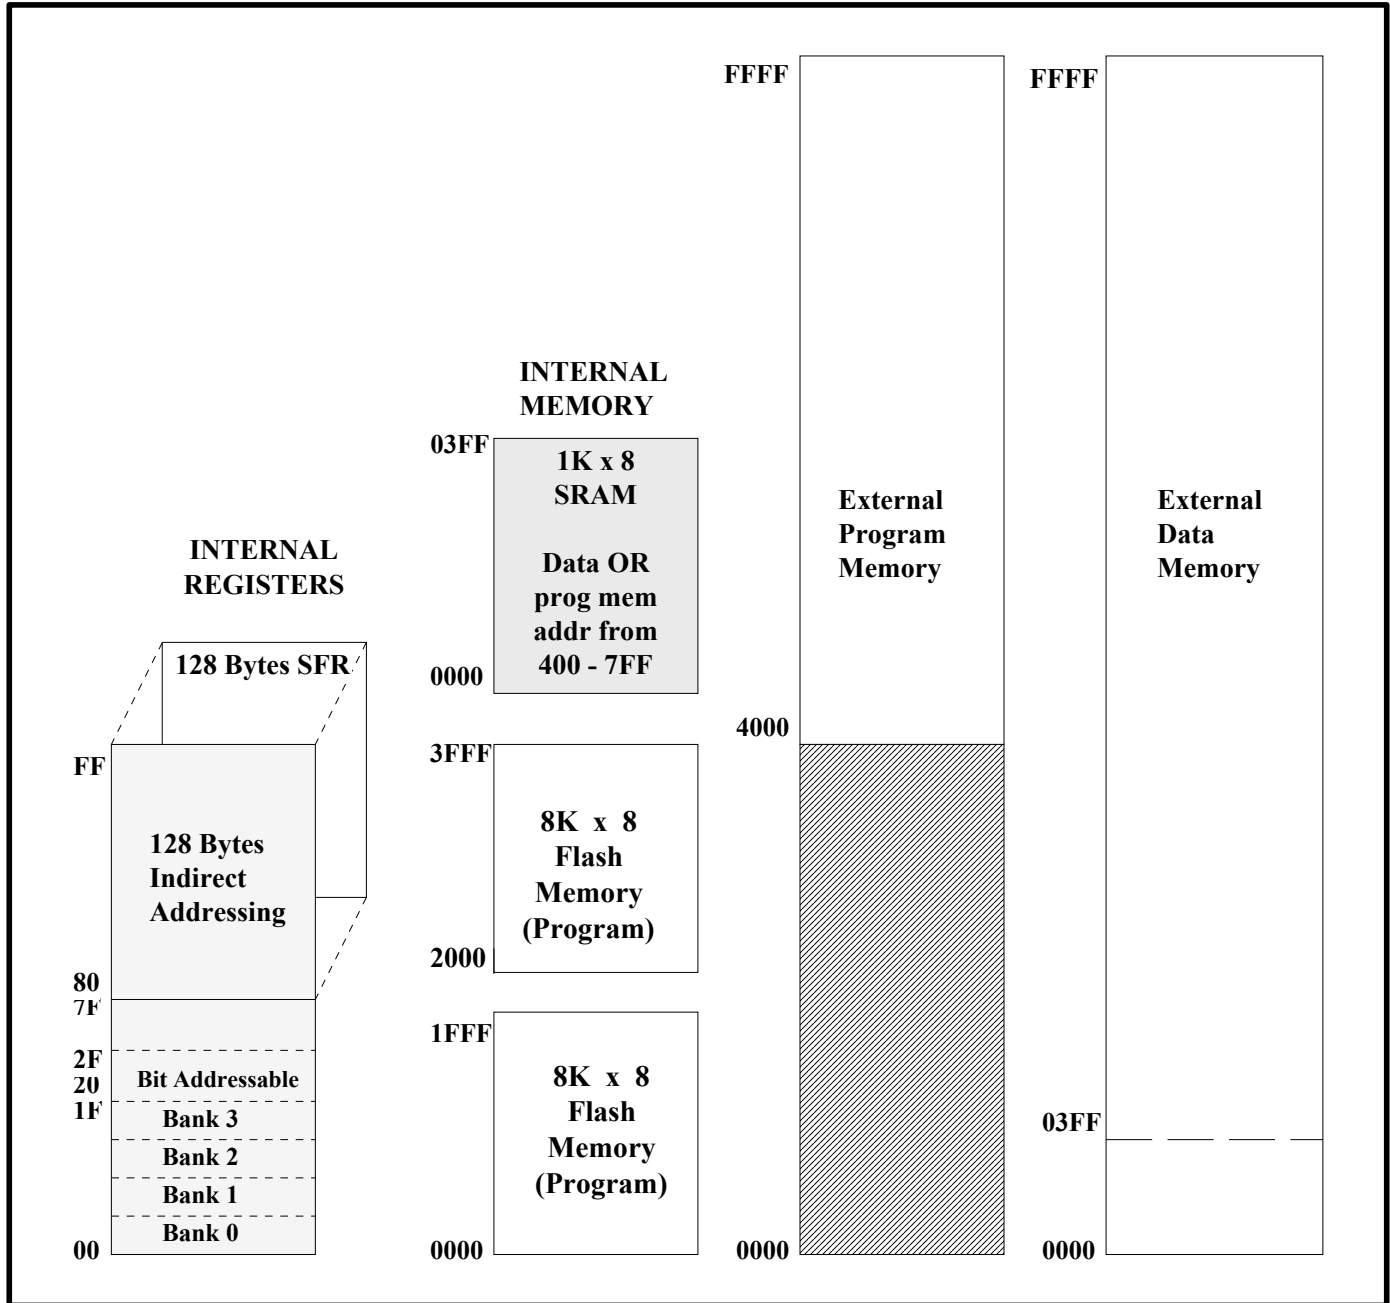 INTERNAL
REGISTERS
128 Bytes SFR
FF
128 Bytes
Indirect
Addressing
80
7F
2F
20
Bit Addressable
1F
Bank 3
Bank 2
Bank 1
Bank 0
00
INTERNAL
MEMORY
03FF
1K x 8
SRAM
Data OR
prog mem
addr from
400 - 7FF
0000
3FFF
8K x 8
Flash
Memory
(Program)
2000
1FFF
8K x 8
Flash
Memory
(Program)
0000
FFFF
External
Program
Memory
4000
0000
FFFF
External
Data
Memory
03FF
0000